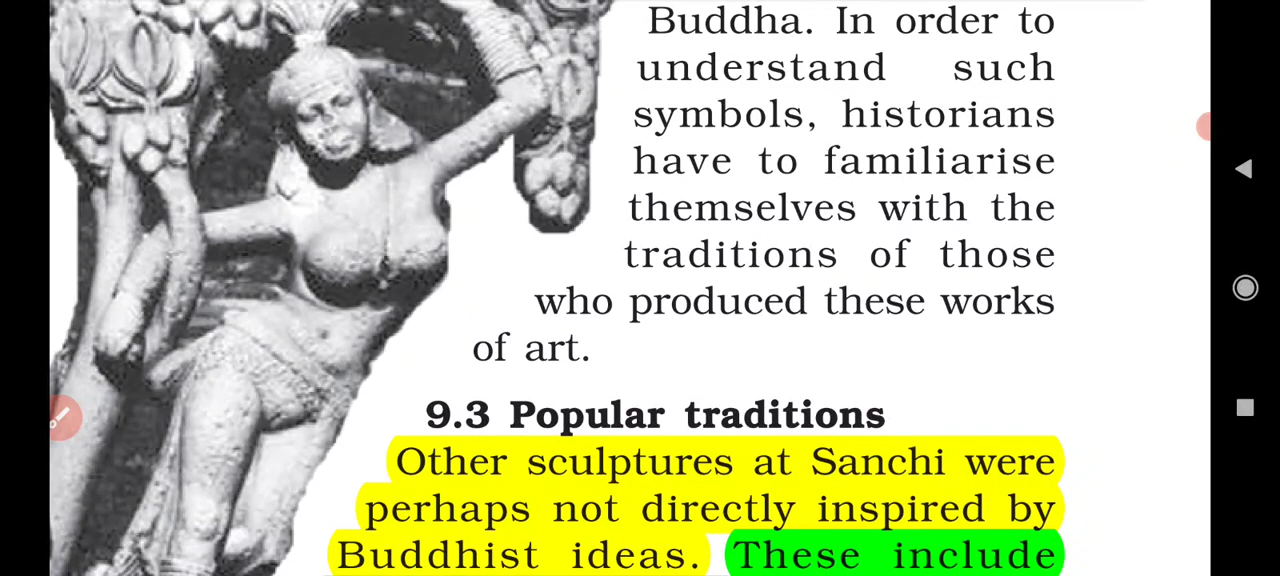 Buddha. In order to
understand such
symbols, historians
have to familiarise
themselves with the
traditions of those
who produced these works
of art.
9.3 Popular traditions
Other sculptures at Sanchi were
perhaps not directly inspired by
Buddhist ideas. These include